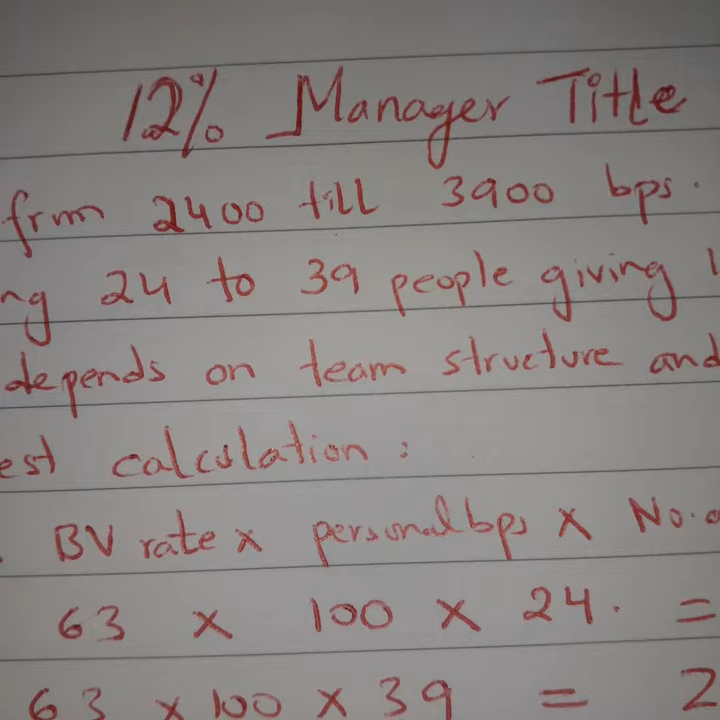 12% Manager Title
frm 2400 till 3900 bps.
ng 24 to 39 people giving 1
depends on team structure and
est calculation:
. BV rate x personal bps x No. o
63 x 100 x 24. =
63 x 100 x 39 = 2